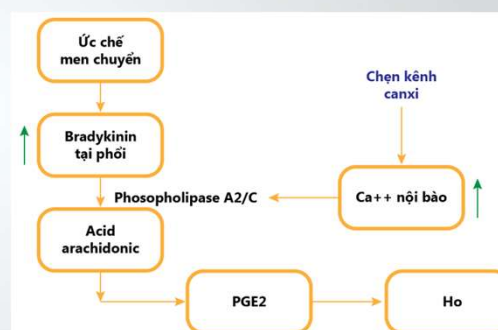 Ức chế
men chuyển
Chẹn kênh
canxi
Bradykinin
tại phổi
Phosopholipase A2/C
Ca++ nội bào
Acid
arachidonic
PGE2
Ho